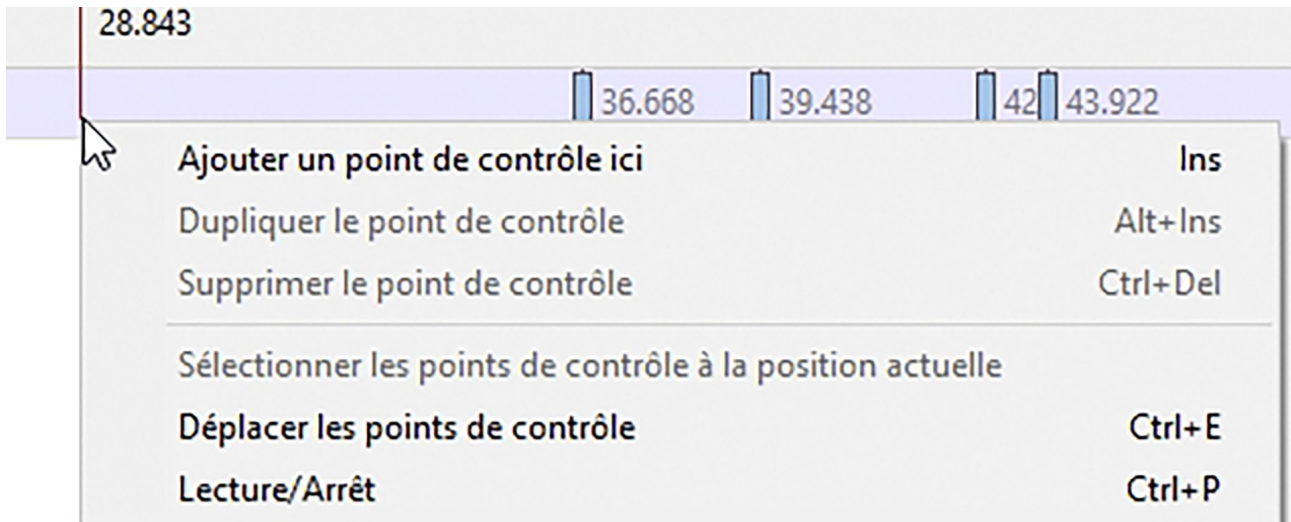 28.843
36.668 39.438 42 43.922
Ajouter un point de contrôle ici Ins
Dupliquer le point de contrôle Alt+Ins
Supprimer le point de contrôle Ctrl+Del
Sélectionner les points de contrôle à la position actuelle
Déplacer les points de contrôle Ctrl+E
Lecture/Arrêt Ctrl+P